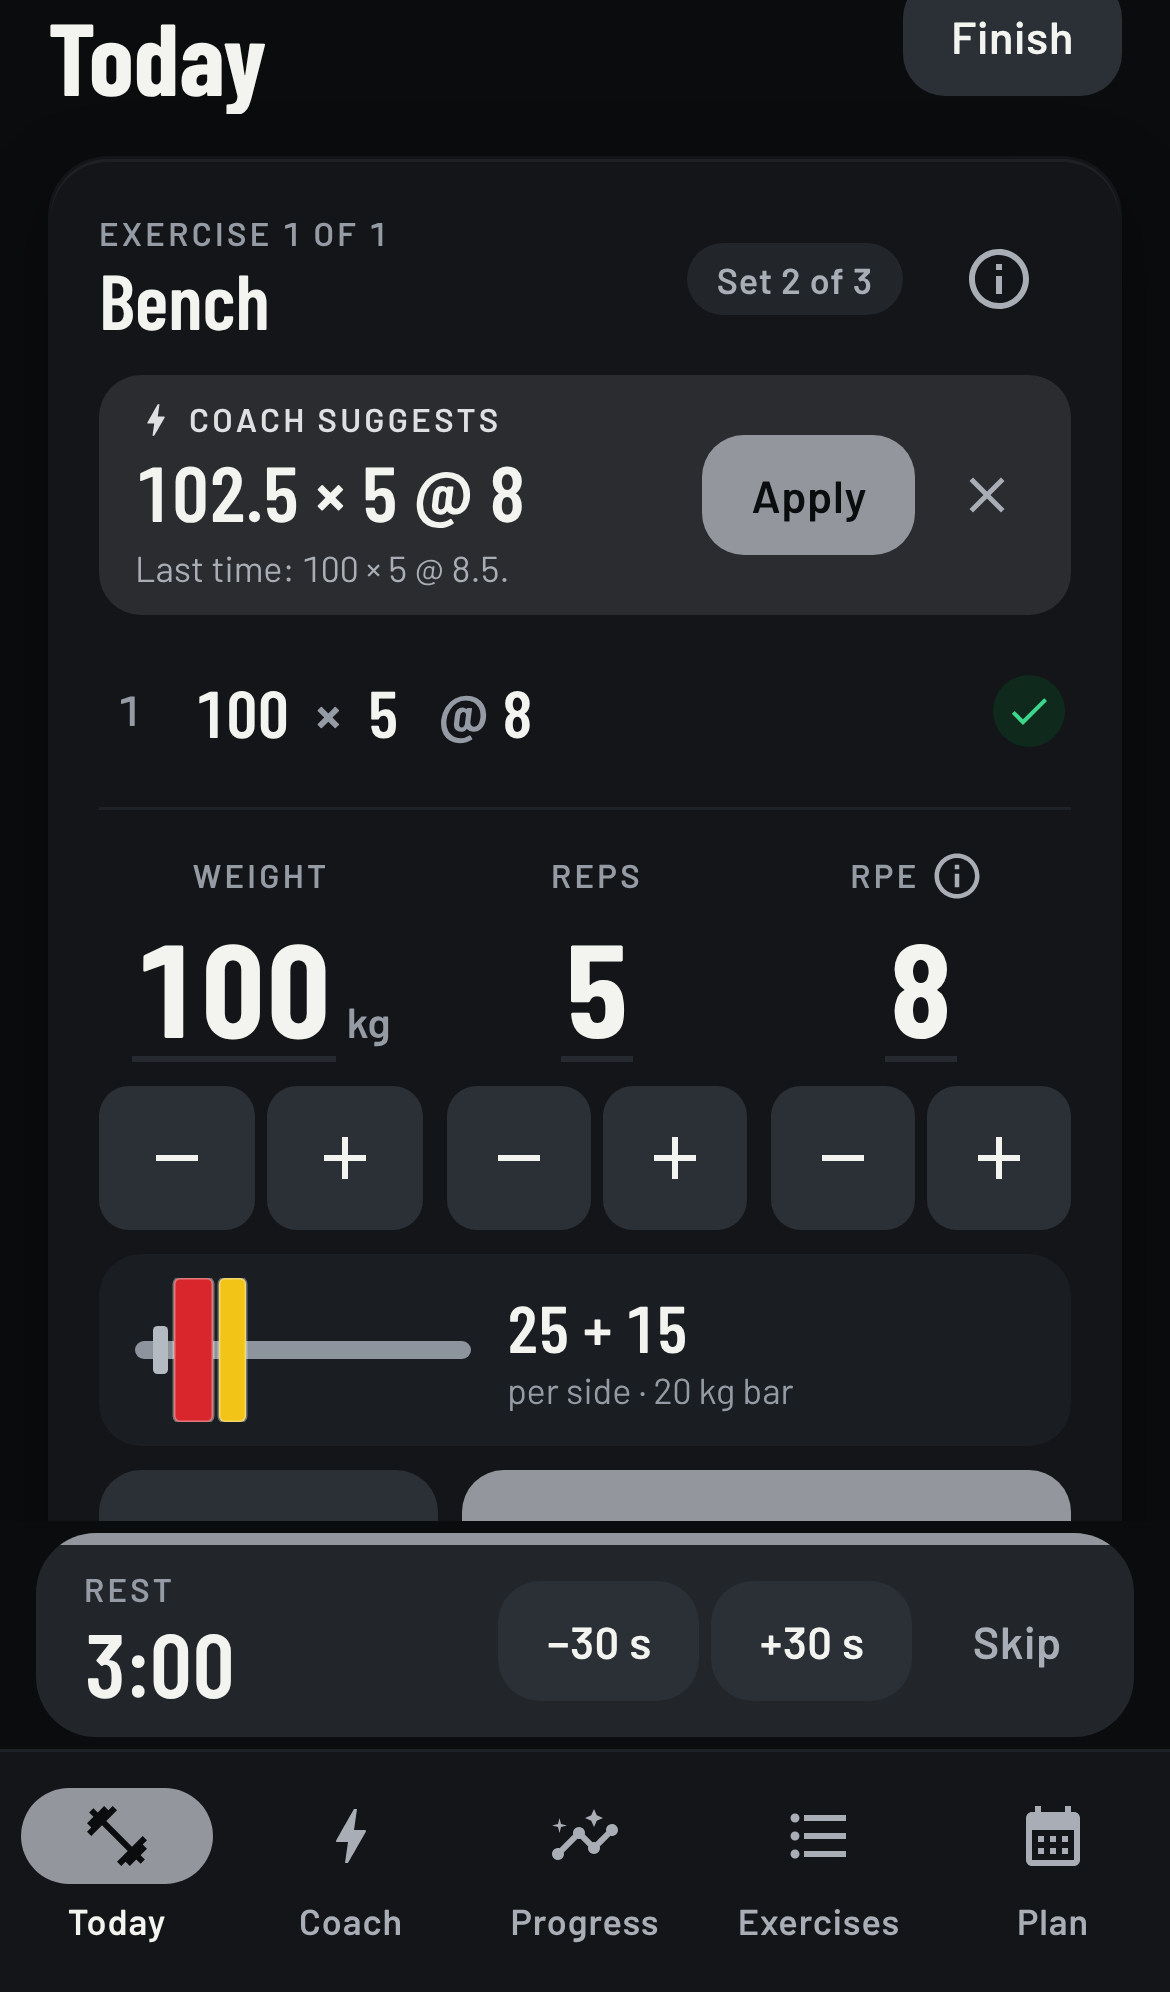 Today
Finish
EXERCISE 1 OF 1
Bench
Set 2 of 3
COACH SUGGESTS
102.5 × 5 @ 8
Last time: 100 × 5 @ 8.5.
Apply
1 100 × 5 @ 8
WEIGHT REPS RPE
100 kg 5 8
25 + 15
per side · 20 kg bar
REST
3:00
−30 s
+30 s
Skip
Today Coach Progress Exercises Plan